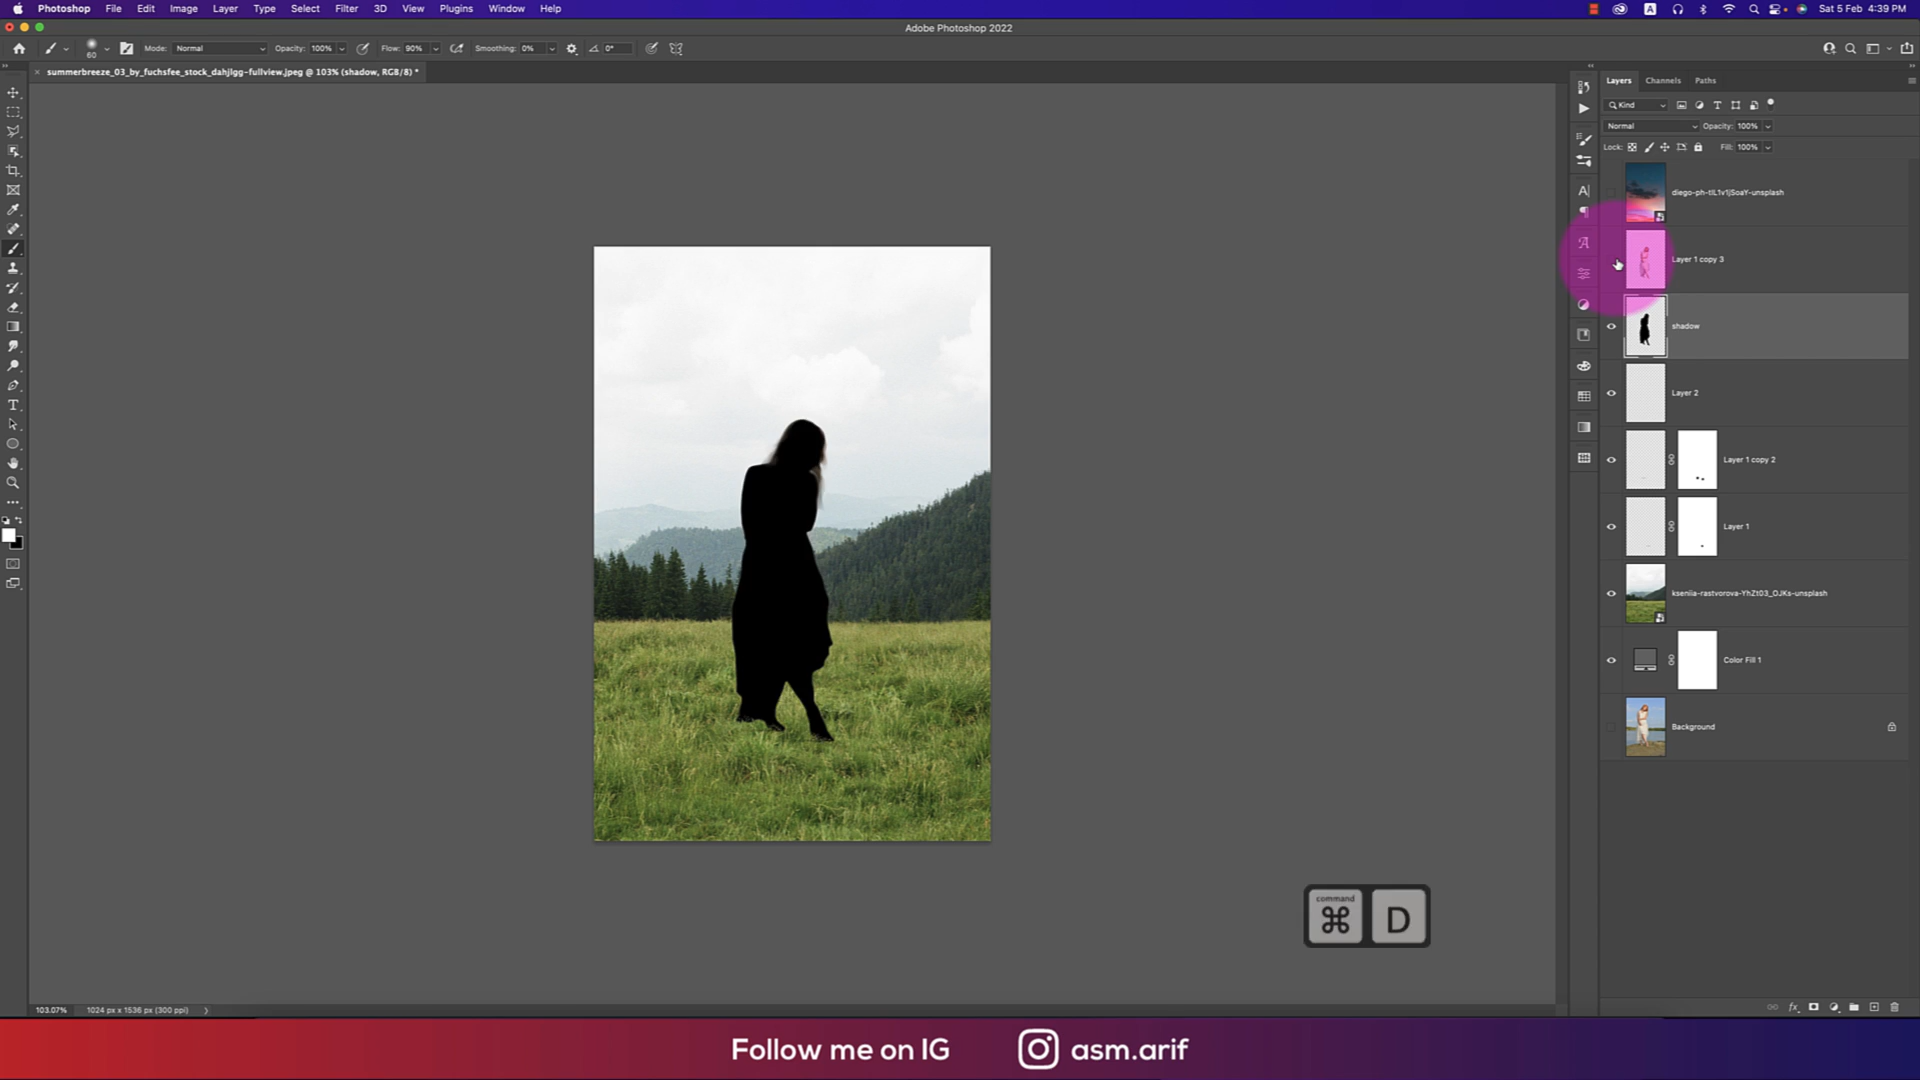 Photoshop File Edit Image Layer Type Select Filter 3D View Plugins Window Help
A Sat 5 Feb 4:39 PM
Adobe Photoshop 2022
60 Mode: Normal Opacity: 100% Flow: 90% Smoothing: 0% 0°
summerbreeze_03_by_fuchsfee_stock_dahjlgg-fullview.jpeg @ 103% (shadow, RGB/8) *
Layers Channels Paths
Kind
Normal Opacity: 100%
Lock: Fill: 100%
Layer 1 copy 3
shadow
Layer 2
Layer 1 copy 2
Layer 1
kseniia-rastvorova-YhZt03_OJKs-unsplash
Color Fill 1
Background
command
⌘ D
103.07% 1024 px x 1536 px (300 ppi)
fx
Follow me on IG asm.arif